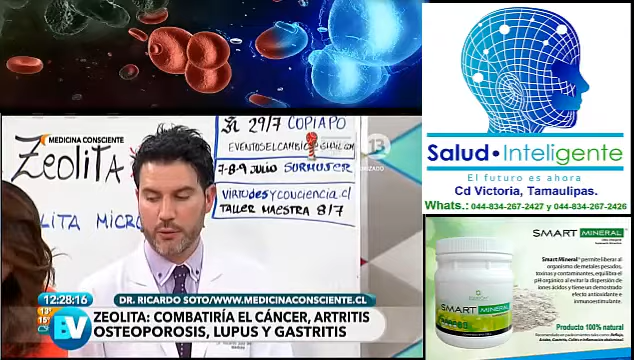 MEDICINA CONSCIENTE
Zeolita
29/7 COPIAPO
7-8-9 JULIO SURMUJER
VIRTUdESYCONCIENCIA.cl
TALLER MAESTRA 8/7
13
LITA MICRO
DR. RICARDO SOTO/WWW.MEDICINACONSCIENTE.CL
12:28:16
BV
ZEOLITA: COMBATIRÍA EL CÁNCER, ARTRITIS
OSTEOPOROSIS, LUPUS Y GASTRITIS
Salud•Inteligente
El futuro es ahora
Cd Victoria, Tamaulipas.
Whats.: 044-834-267-2427 y 044-834-267-2426
SMART MINERAL
Smart Mineral permite liberar al
organismo de metales pesados,
toxinas y contaminantes, equilibra el
pH orgánico al evitar la dispersión de
iones ácidos y tiene un demostrado
efecto antioxidante e
inmunoestimulante.
SMART MINERAL
Producto 100% natural